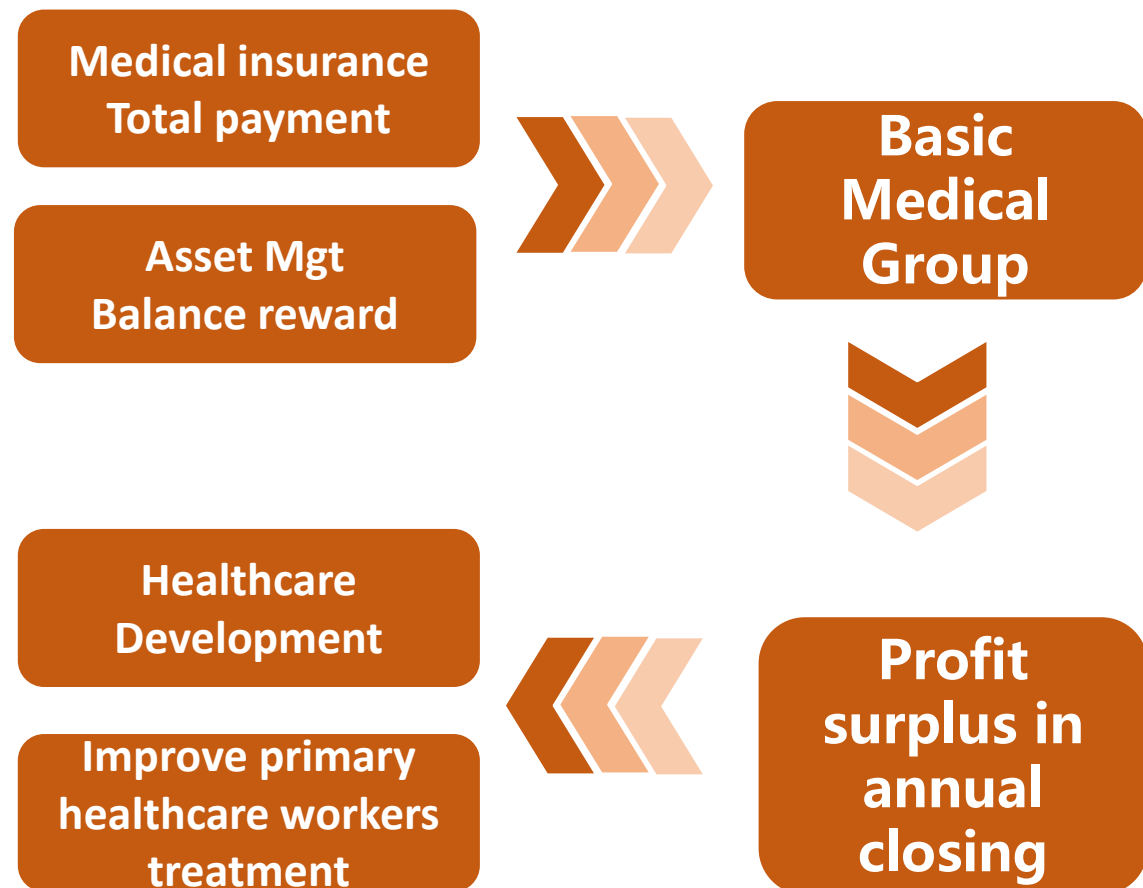 Medical insurance
Total payment
Asset Mgt
Balance reward
Basic
Medical
Group
Healthcare
Development
Improve primary
healthcare workers
treatment
Profit
surplus in
annual
closing